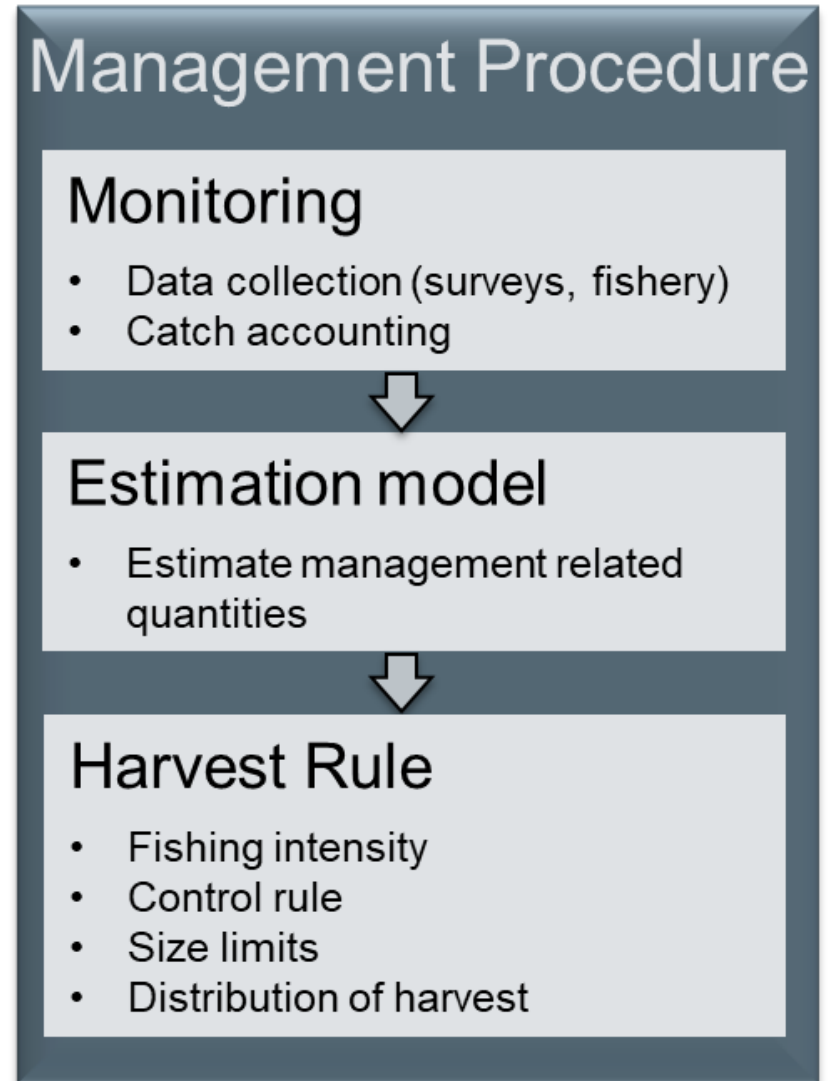 Management Procedure
Monitoring
• Data collection (surveys, fishery)
• Catch accounting
Estimation model
• Estimate management related
quantities
Harvest Rule
• Fishing intensity
• Control rule
• Size limits
• Distribution of harvest